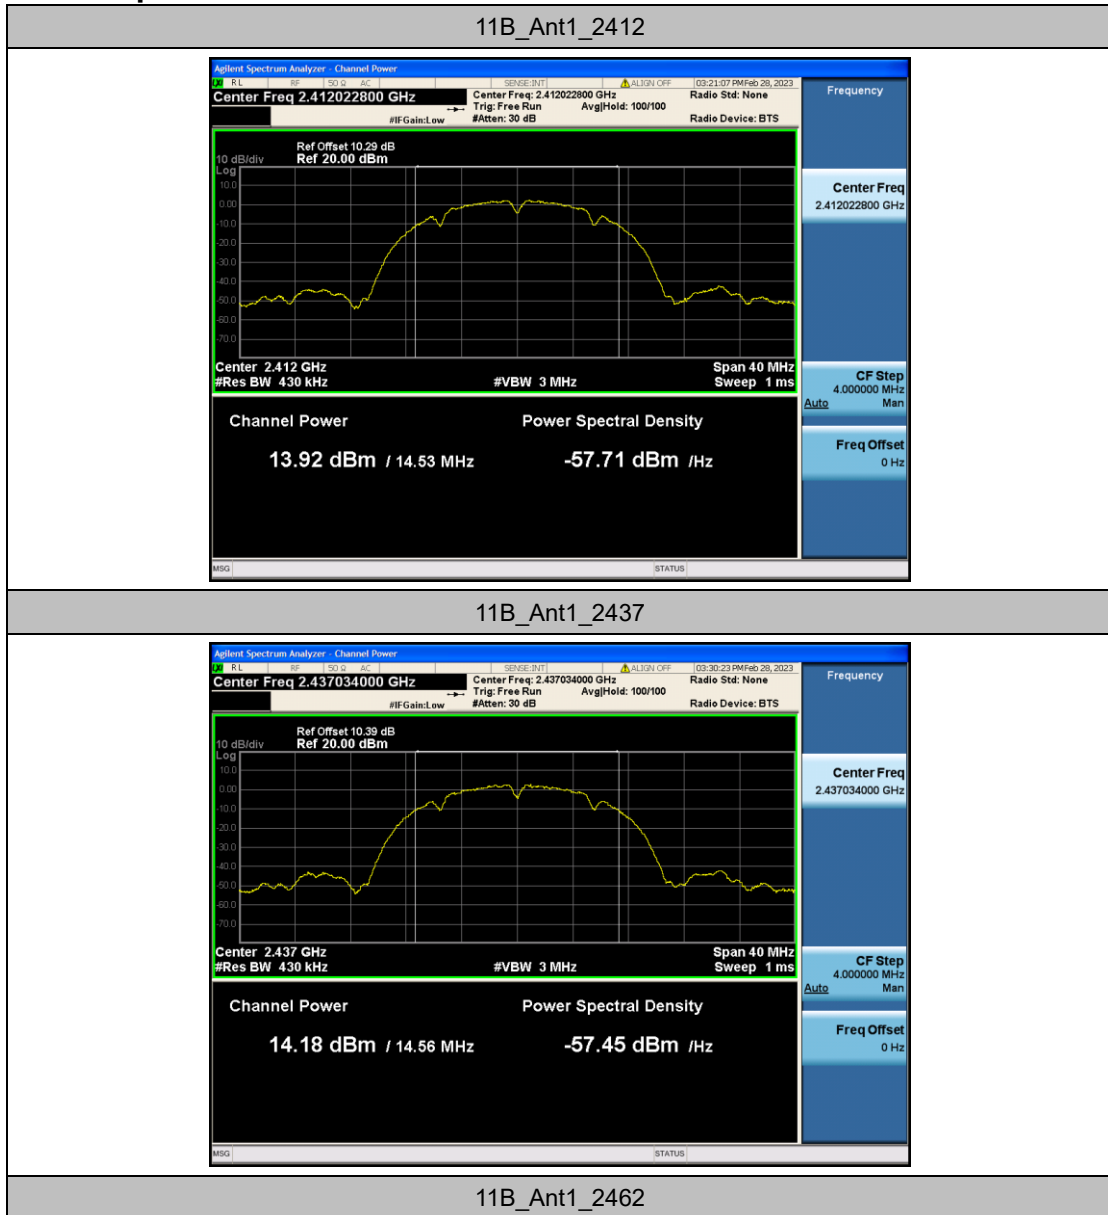 11B_Ant1_2412
Agilent Spectrum Analyzer - Channel Power
RL RF 50 Ω AC SENSE:INT ALIGN OFF 03:21:07 PM Feb 28, 2023
Center Freq 2.412022800 GHz Center Freq: 2.412022800 GHz Radio Std: None
Trig: Free Run Avg|Hold: 100/100
#IFGain:Low #Atten: 30 dB Radio Device: BTS
Frequency
Ref Offset 10.29 dB
10 dB/div Ref 20.00 dBm
Log
10.0
0.00
-10.0
-20.0
-30.0
-40.0
-50.0
-60.0
-70.0
Center Freq
2.412022800 GHz
Center 2.412 GHz Span 40 MHz
#Res BW 430 kHz #VBW 3 MHz Sweep 1 ms
CF Step
4.000000 MHz
Auto Man
Channel Power Power Spectral Density
13.92 dBm / 14.53 MHz -57.71 dBm /Hz
Freq Offset
0 Hz
MSG STATUS
11B_Ant1_2437
Agilent Spectrum Analyzer - Channel Power
RL RF 50 Ω AC SENSE:INT ALIGN OFF 03:30:23 PM Feb 28, 2023
Center Freq 2.437034000 GHz Center Freq: 2.437034000 GHz Radio Std: None
Trig: Free Run Avg|Hold: 100/100
#IFGain:Low #Atten: 30 dB Radio Device: BTS
Frequency
Ref Offset 10.39 dB
10 dB/div Ref 20.00 dBm
Log
10.0
0.00
-10.0
-20.0
-30.0
-40.0
-50.0
-60.0
-70.0
Center Freq
2.437034000 GHz
Center 2.437 GHz Span 40 MHz
#Res BW 430 kHz #VBW 3 MHz Sweep 1 ms
CF Step
4.000000 MHz
Auto Man
Channel Power Power Spectral Density
14.18 dBm / 14.56 MHz -57.45 dBm /Hz
Freq Offset
0 Hz
MSG STATUS
11B_Ant1_2462